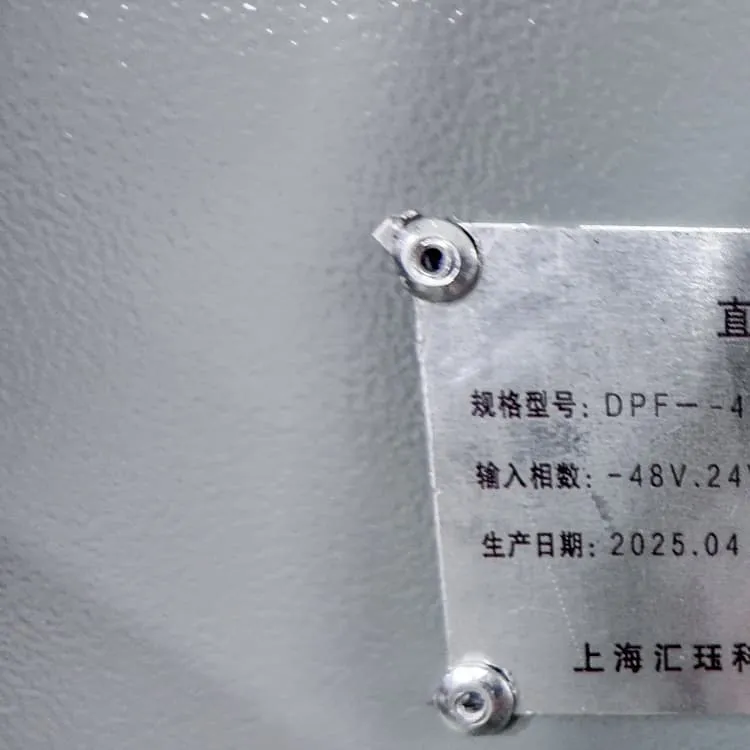 直
规格型号: DPF--4
输入相数: -48V.24V
生产日期: 2025.04
上海汇珏科